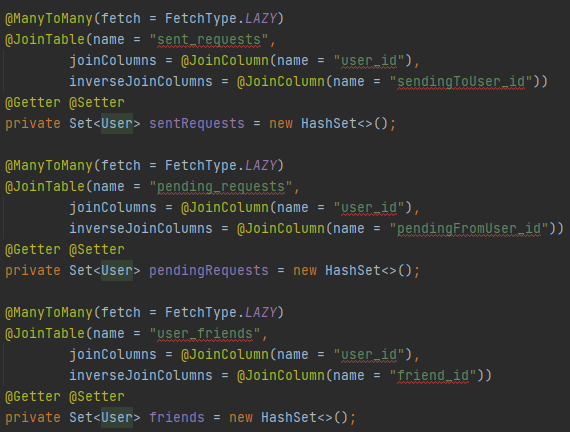 @ManyToMany(fetch = FetchType.LAZY)
@JoinTable(name = "sent_requests",
        joinColumns = @JoinColumn(name = "user_id"),
        inverseJoinColumns = @JoinColumn(name = "sendingToUser_id"))
@Getter @Setter
private Set<User> sentRequests = new HashSet<>();

@ManyToMany(fetch = FetchType.LAZY)
@JoinTable(name = "pending_requests",
        joinColumns = @JoinColumn(name = "user_id"),
        inverseJoinColumns = @JoinColumn(name = "pendingFromUser_id"))
@Getter @Setter
private Set<User> pendingRequests = new HashSet<>();

@ManyToMany(fetch = FetchType.LAZY)
@JoinTable(name = "user_friends",
        joinColumns = @JoinColumn(name = "user_id"),
        inverseJoinColumns = @JoinColumn(name = "friend_id"))
@Getter @Setter
private Set<User> friends = new HashSet<>();